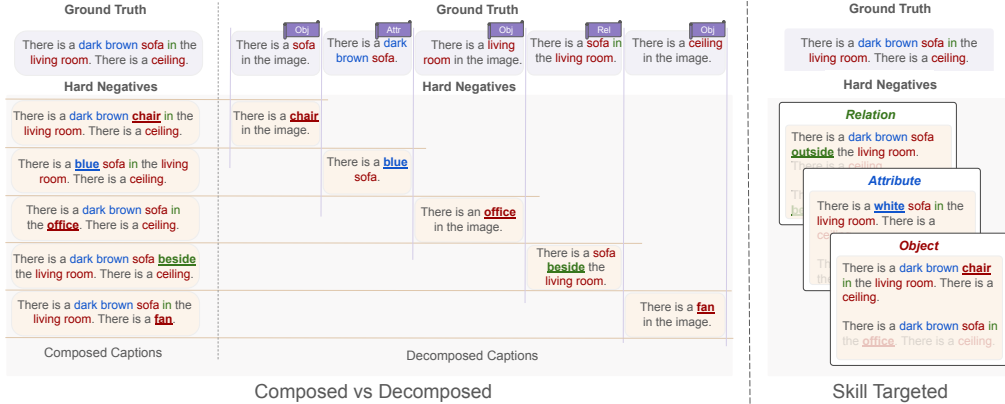 Ground Truth
Ground Truth
Ground Truth
Obj
Attr
Obj
Rel
Obj
There is a dark brown sofa in the
living room. There is a ceiling.
There is a sofa
in the image.
There is a dark
brown sofa.
There is a living
room in the image.
There is a sofa in
the living room.
There is a ceiling
in the image.
There is a dark brown sofa in the
living room. There is a ceiling.
Hard Negatives
Hard Negatives
Hard Negatives
There is a dark brown chair in the
living room. There is a ceiling.
There is a chair
in the image.
There is a blue sofa in the living
room. There is a ceiling.
There is a blue
sofa.
There is a dark brown sofa in
the office. There is a ceiling.
There is an office
in the image.
There is a dark brown sofa beside
the living room. There is a ceiling.
There is a sofa
beside the
living room.
There is a dark brown sofa in the
living room. There is a fan.
There is a fan
in the image.
Composed Captions
Decomposed Captions
Relation
There is a dark brown sofa
outside the living room.
There is a ceiling.
Attribute
There is a white sofa in the
living room. There is a
Object
There is a dark brown chair
in the living room. There is a
ceiling.
There is a dark brown sofa in
the office. There is a ceiling.
Composed vs Decomposed
Skill Targeted